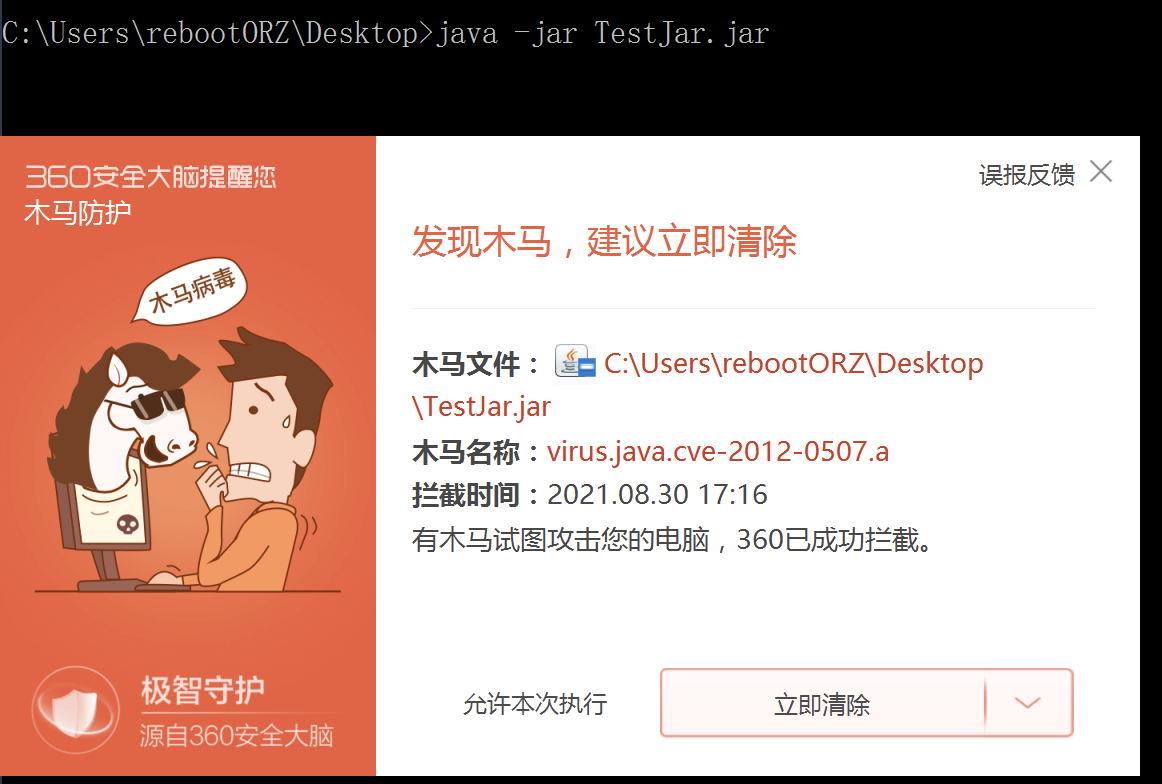 C:\Users\rebootORZ\Desktop>java -jar TestJar.jar
360安全大脑提醒您
木马防护
误报反馈
发现木马，建议立即清除
木马病毒
木马文件： C:\Users\rebootORZ\Desktop
\TestJar.jar
木马名称：virus.java.cve-2012-0507.a
拦截时间：2021.08.30 17:16
有木马试图攻击您的电脑，360已成功拦截。
极智守护
源自360安全大脑
允许本次执行
立即清除